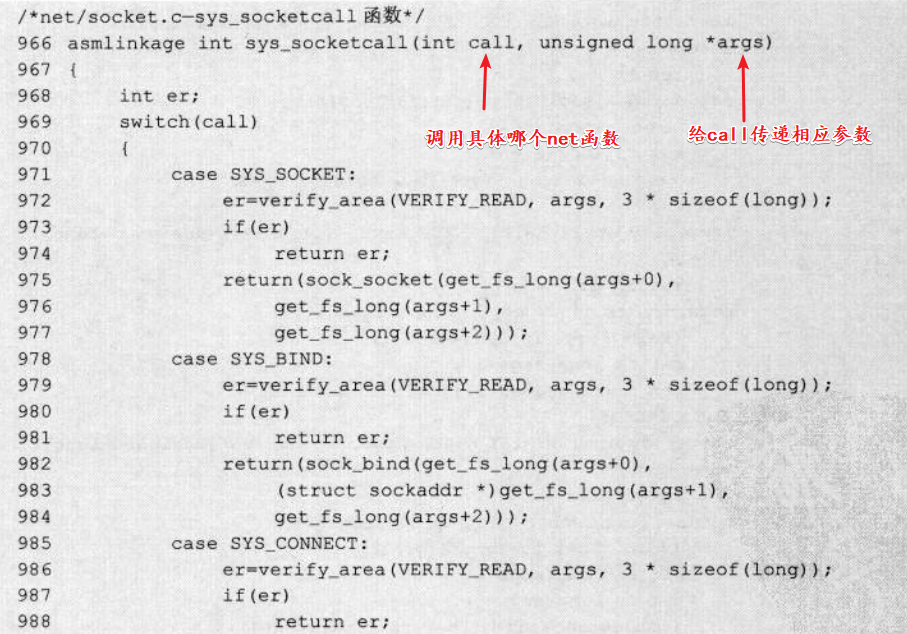 /*net/socket.c—sys_socketcall 函数*/
966 asmlinkage int sys_socketcall(int call, unsigned long *args)
967 {
968 int er;
969 switch(call)
970 {
调用具体哪个net函数
给call传递相应参数
971 case SYS_SOCKET:
972 er=verify_area(VERIFY_READ, args, 3 * sizeof(long));
973 if(er)
974 return er;
975 return(sock_socket(get_fs_long(args+0),
976 get_fs_long(args+1),
977 get_fs_long(args+2)));
978 case SYS_BIND:
979 er=verify_area(VERIFY_READ, args, 3 * sizeof(long));
980 if(er)
981 return er;
982 return(sock_bind(get_fs_long(args+0),
983 (struct sockaddr *)get_fs_long(args+1),
984 get_fs_long(args+2)));
985 case SYS_CONNECT:
986 er=verify_area(VERIFY_READ, args, 3 * sizeof(long));
987 if(er)
988 return er;